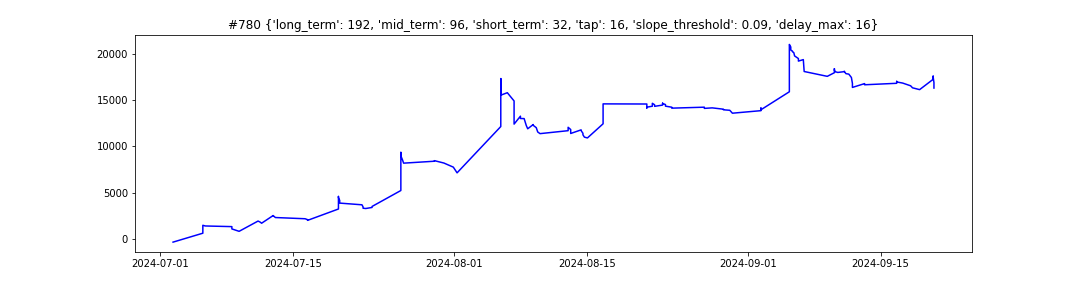 #780 {'long_term': 192, 'mid_term': 96, 'short_term': 32, 'tap': 16, 'slope_threshold': 0.09, 'delay_max': 16}
20000
15000
10000
5000
0
2024-07-01 2024-07-15 2024-08-01 2024-08-15 2024-09-01 2024-09-15